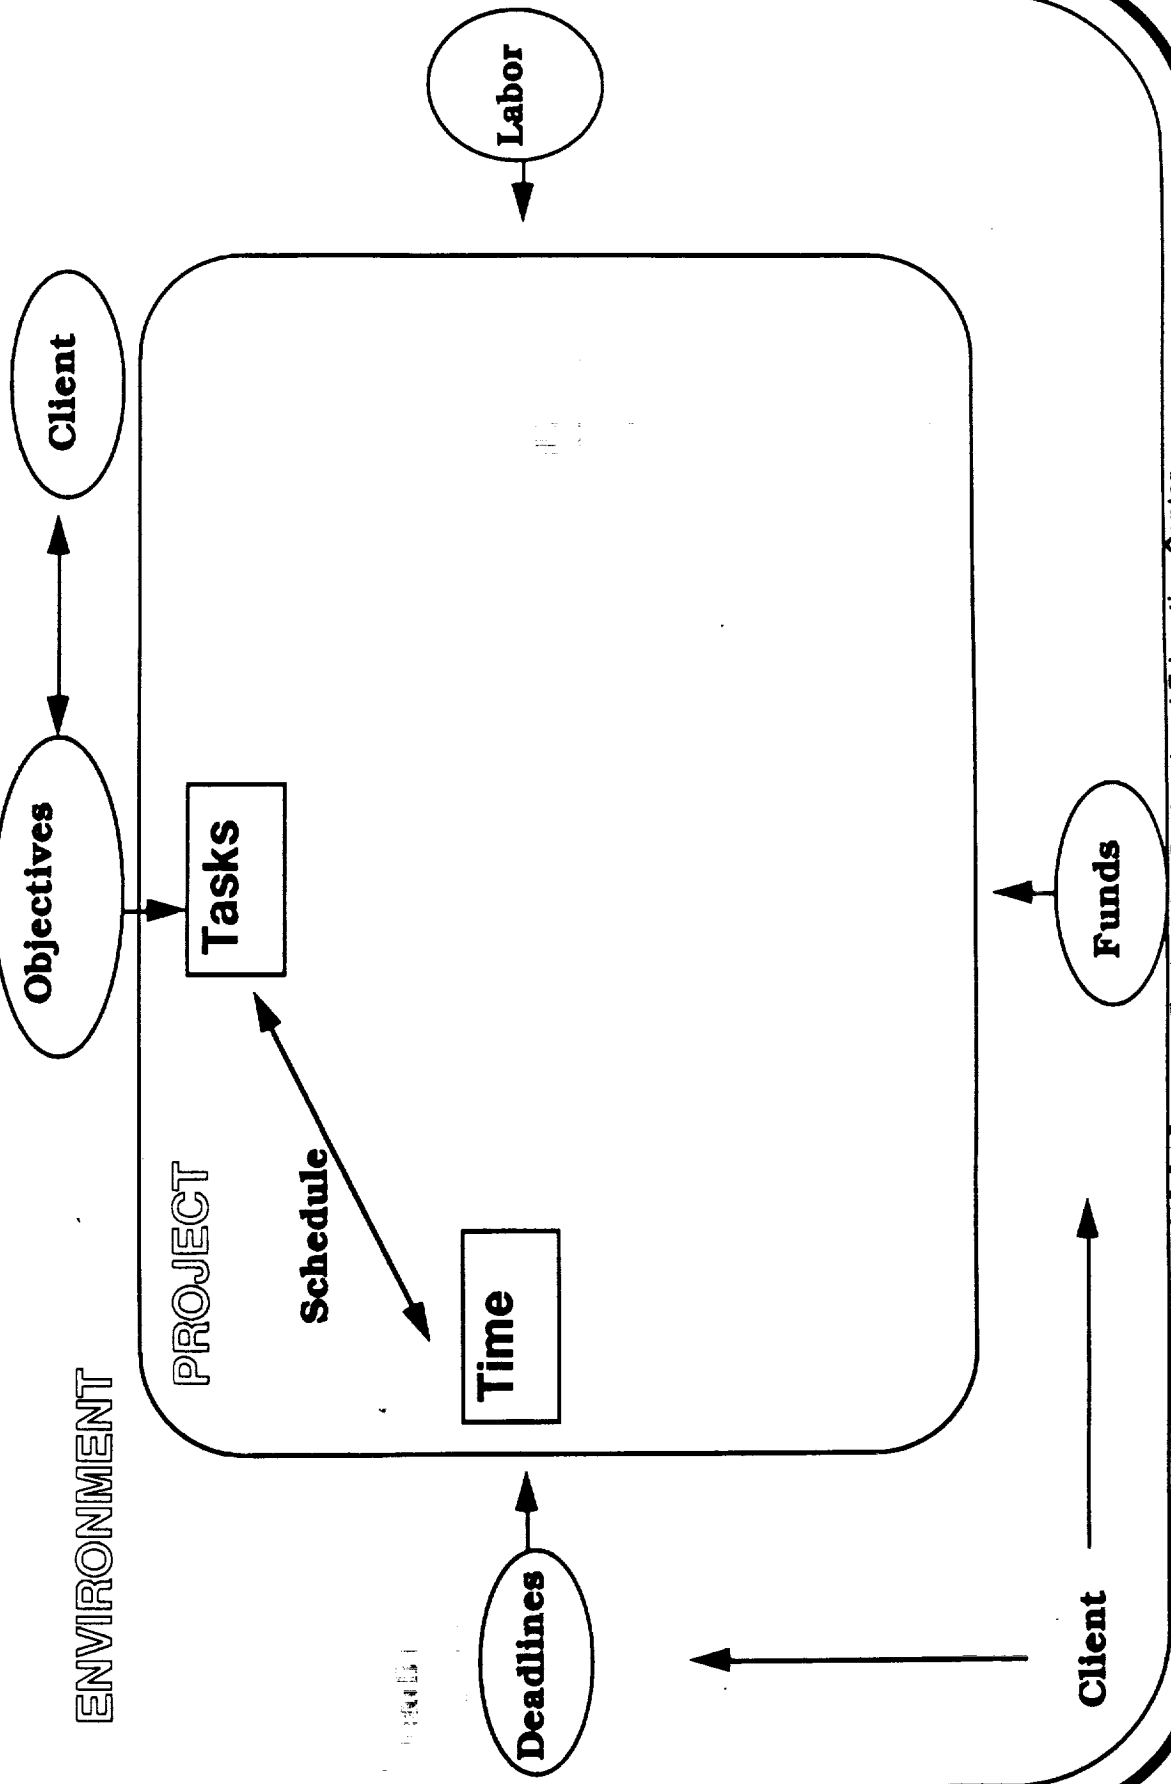 ENVIRONMENT
Objectives
Client
PROJECT
Tasks
Schedule
Time
Deadlines
Labor
Client
Funds